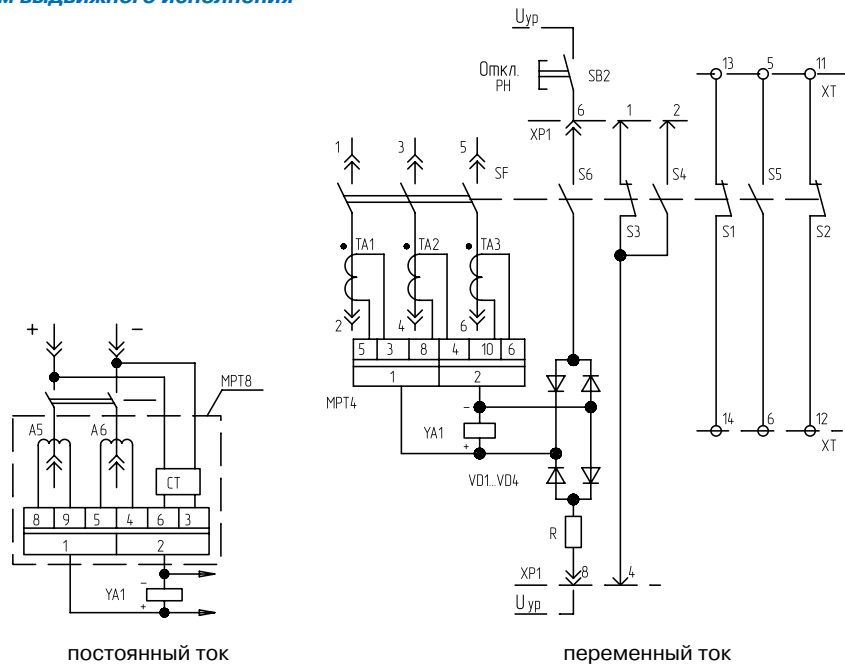 м выдвижного исполнения
Uур
Откл.
РН
SB2
13 5 11
XT
XP1 6 1 2
1 3 5
SF
S6 S4 S5
S3 S1 S2
TA1 TA2 TA3
2 4 6
5 3 8 4 10 6
1 2
МРТ4
YA1
-
+
VD1...VD4
R
14 6 12
XT
XP1 8 4
Uур
+ -
МРТ8
A5 A6
СТ
8 9 5 4 6 3
1 2
YA1
-
+
постоянный ток
переменный ток